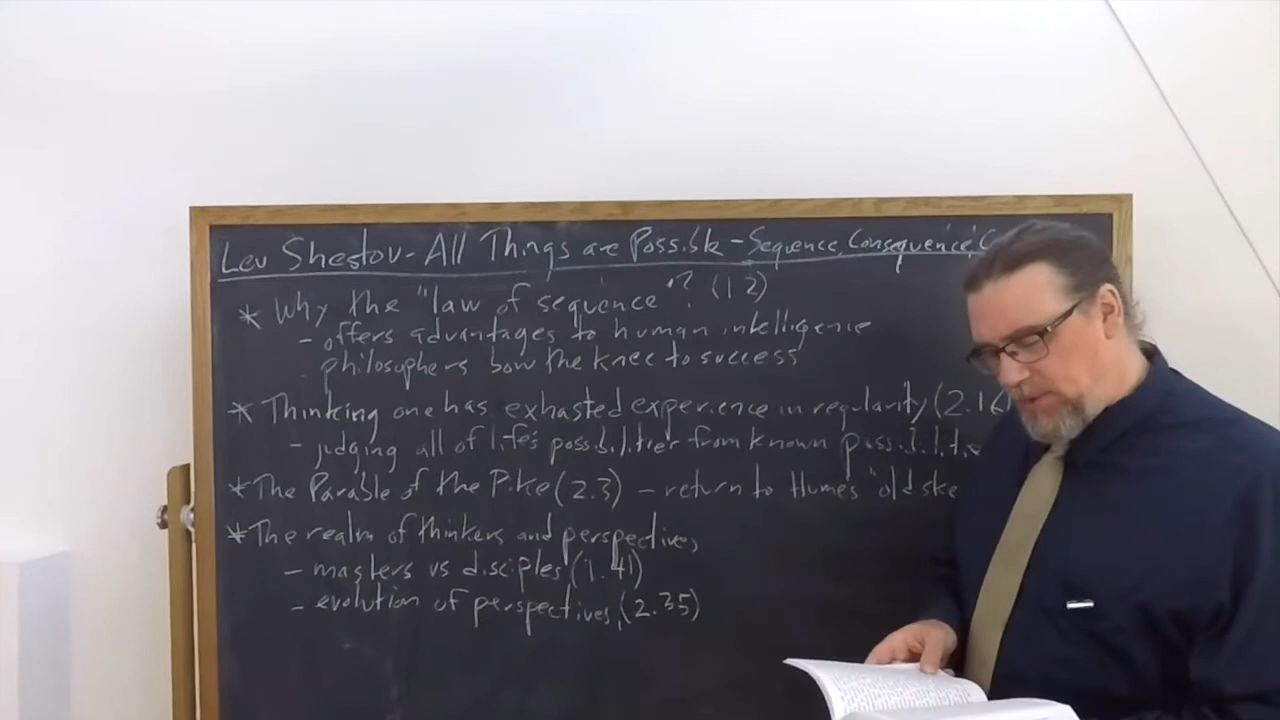 Lev Shestov - All Things are Possible - Sequence, Consequence, C
* Why the "law of sequence"? (1 2)
- offers advantages to human intelligence
- philosophers bow the knee to success
* Thinking one has exhasted experience in regularity (2.16)
- judging all of life's possibilities from known possibilitie
* The Parable of the Pike (2.3) - return to Hume's "old ske
* The realm of thinkers and perspectives
- masters vs disciples (1.41)
- evolution of perspectives, (2.35)